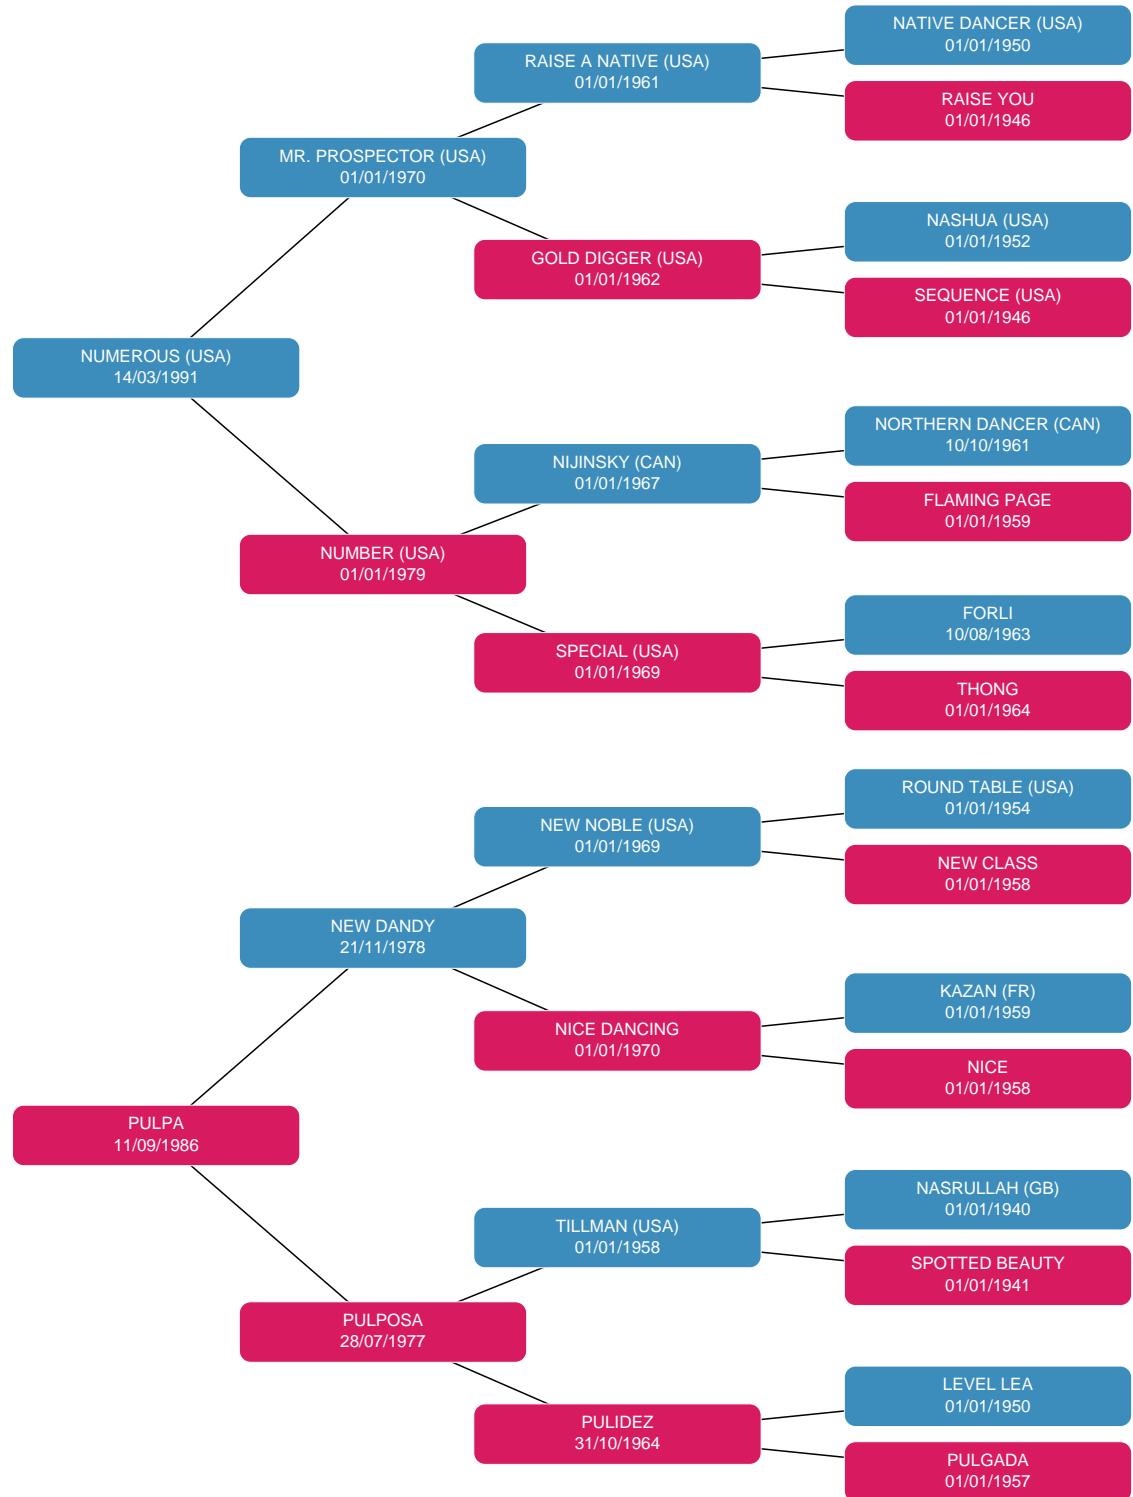 NATIVE DANCER (USA)
01/01/1950
RAISE A NATIVE (USA)
01/01/1961
RAISE YOU
01/01/1946
MR. PROSPECTOR (USA)
01/01/1970
NASHUA (USA)
01/01/1952
GOLD DIGGER (USA)
01/01/1962
SEQUENCE (USA)
01/01/1946
NUMEROUS (USA)
14/03/1991
NORTHERN DANCER (CAN)
10/10/1961
NIJINSKY (CAN)
01/01/1967
FLAMING PAGE
01/01/1959
NUMBER (USA)
01/01/1979
FORLI
10/08/1963
SPECIAL (USA)
01/01/1969
THONG
01/01/1964
ROUND TABLE (USA)
01/01/1954
NEW NOBLE (USA)
01/01/1969
NEW CLASS
01/01/1958
NEW DANDY
21/11/1978
KAZAN (FR)
01/01/1959
NICE DANCING
01/01/1970
NICE
01/01/1958
PULPA
11/09/1986
NASRULLAH (GB)
01/01/1940
TILLMAN (USA)
01/01/1958
SPOTTED BEAUTY
01/01/1941
PULPOSA
28/07/1977
LEVEL LEA
01/01/1950
PULIDEZ
31/10/1964
PULGADA
01/01/1957